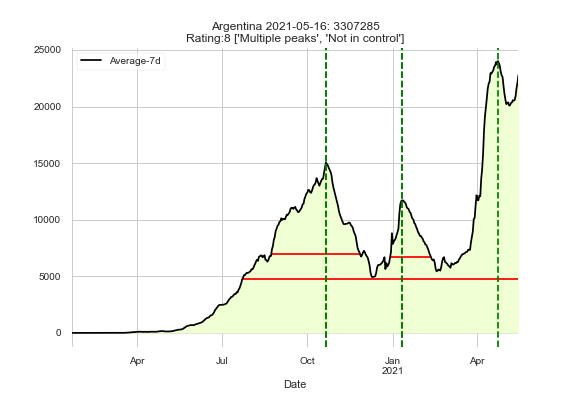 Argentina 2021-05-16: 3307285
Rating:8 ['Multiple peaks', 'Not in control']
Average-7d
25000
20000
15000
10000
5000
0
Apr
Jul
Oct
Jan
2021
Apr
Date